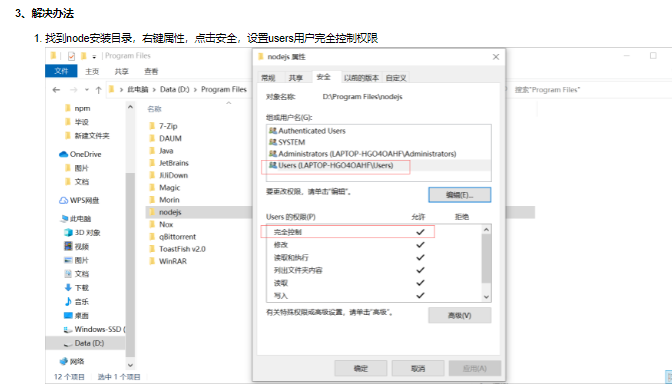 3、解决办法
1. 找到node安装目录，右键属性，点击安全，设置users用户完全控制权限
Program Files
文件 主页 共享 查看
此电脑 > Data (D:) > Program Files
搜索"Program Files"
npm
毕设
新建文件夹
OneDrive
图片
文档
WPS网盘
此电脑
3D 对象
视频
图片
文档
下载
音乐
桌面
Windows-SSD (
Data (D:)
网络
名称
7-Zip
DAUM
Java
JetBrains
JiJiDown
Magic
Morin
nodejs
Nox
qBittorrent
ToastFish v2.0
WinRAR
12 个项目 选中 1 个项目
nodejs 属性
常规 共享 安全 以前的版本 自定义
对象名称: D:\Program Files\nodejs
组或用户名(G):
Authenticated Users
SYSTEM
Administrators (LAPTOP-HGO4OAHF\Administrators)
Users (LAPTOP-HGO4OAHF\Users)
要更改权限，请单击"编辑"。 编辑(E)...
Users 的权限(P) 允许 拒绝
完全控制
修改
读取和执行
列出文件夹内容
读取
写入
有关特殊权限或高级设置，请单击"高级"。 高级(V)
确定 取消 应用(A)